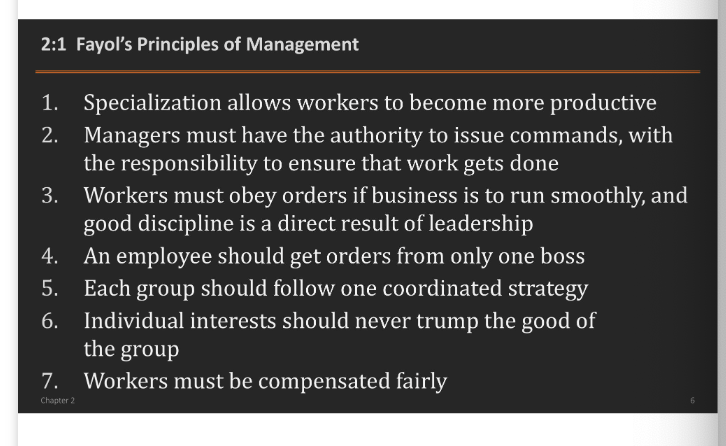 2:1 Fayol's Principles of Management
1. Specialization allows workers to become more productive
2. Managers must have the authority to issue commands, with
the responsibility to ensure that work gets done
3. Workers must obey orders if business is to run smoothly, and
good discipline is a direct result of leadership
4. An employee should get orders from only one boss
5. Each group should follow one coordinated strategy
6. Individual interests should never trump the good of
the group
7. Workers must be compensated fairly
Chapter 2
6